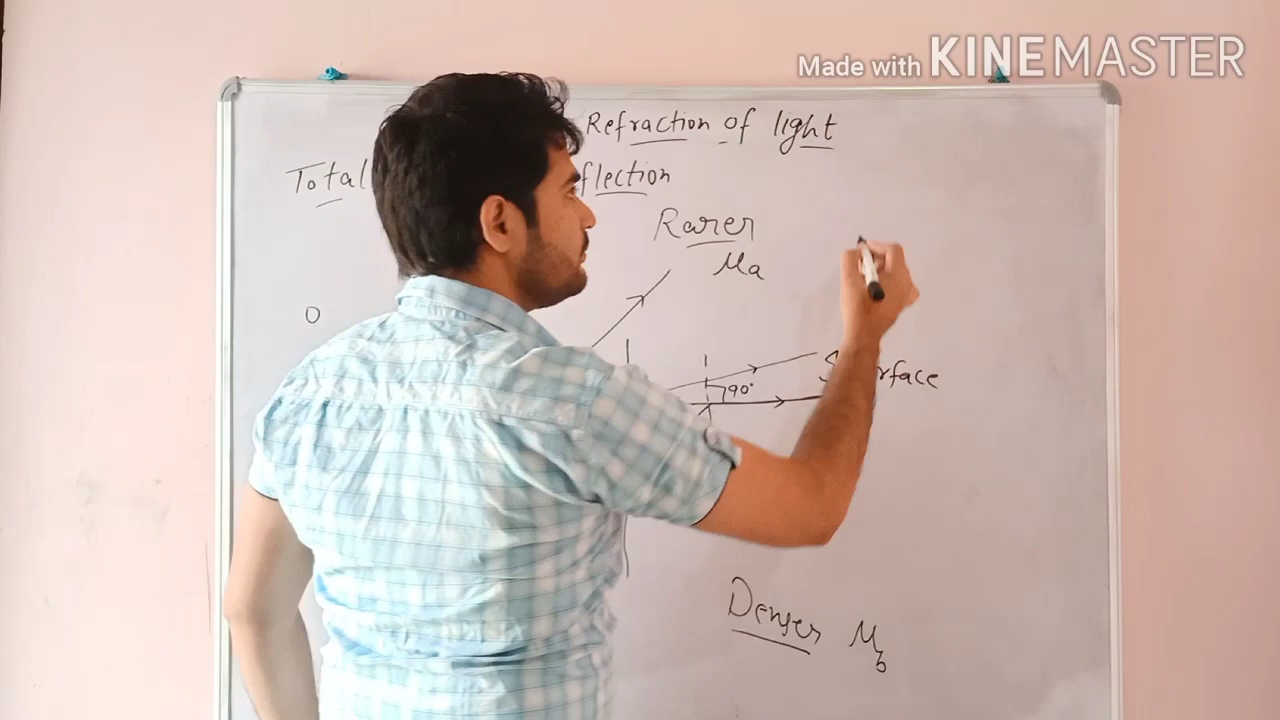 Made with KINEMASTER
Refraction of light
Total flection
Rarer
μa
0
90°
S rface
Denser μb